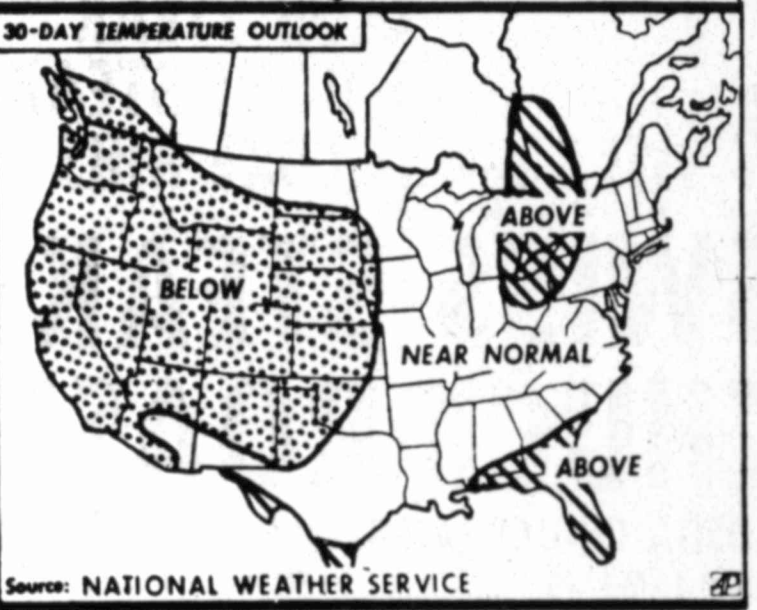 30-DAY TEMPERATURE OUTLOOK
ABOVE
BELOW
NEAR NORMAL
ABOVE
Source: NATIONAL WEATHER SERVICE
AP